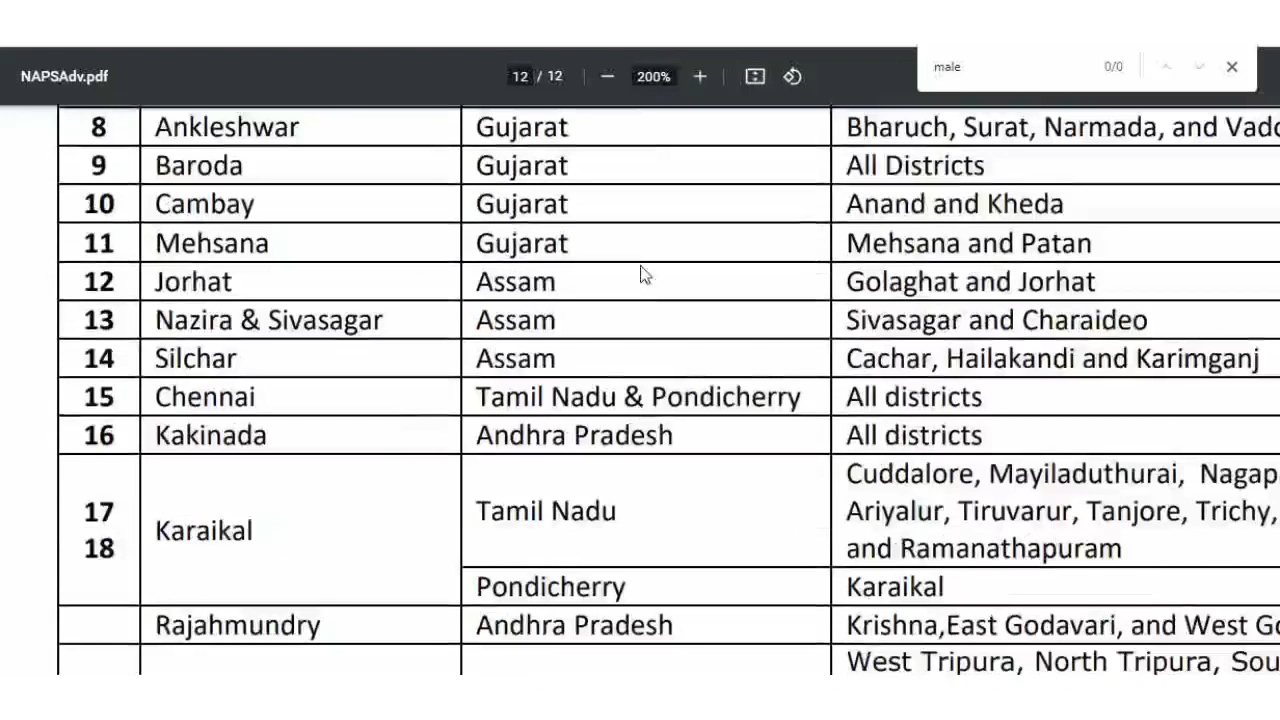 NAPSAdv.pdf 12 / 12 200% male 0/0
8 Ankleshwar Gujarat Bharuch, Surat, Narmada, and
9 Baroda Gujarat All Districts
10 Cambay Gujarat Anand and Kheda
11 Mehsana Gujarat Mehsana and Patan
12 Jorhat Assam Golaghat and Jorhat
13 Nazira & Sivasagar Assam Sivasagar and Charaideo
14 Silchar Assam Cachar, Hailakandi and Karimganj
15 Chennai Tamil Nadu & Pondicherry All districts
16 Kakinada Andhra Pradesh All districts
17
18
Karaikal
Tamil Nadu
Cuddalore, Mayiladuthurai,
Ariyalur, Tiruvarur, Tanjore, Trichy,
and Ramanathapuram
Pondicherry Karaikal
Rajahmundry Andhra Pradesh Krishna,East Godavari, and West
West Tripura, North Tripura,